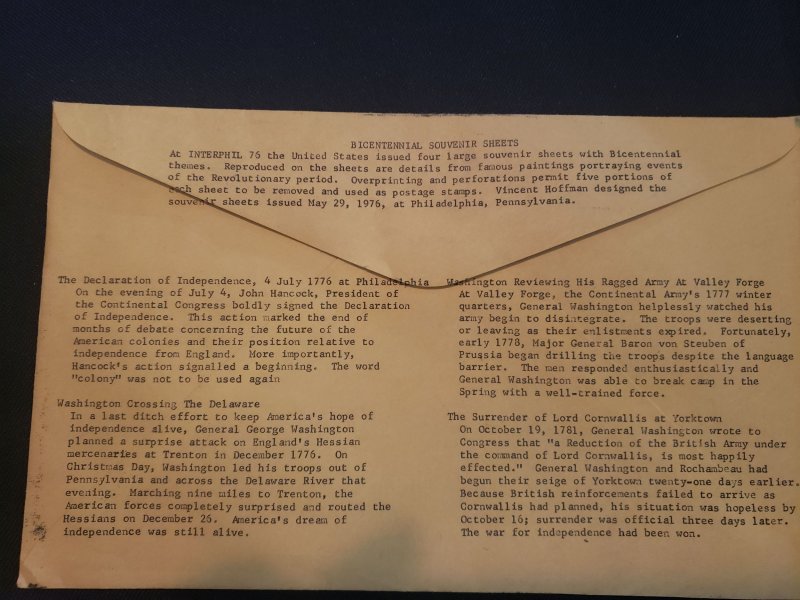 BICENTENNIAL SOUVENIR SHEETS
At INTERPHIL 76 the United States issued four large souvenir sheets with Bicentennial
themes. Reproduced on the sheets are details from famous paintings portraying events
of the Revolutionary period. Overprinting and perforations permit five portions of
each sheet to be removed and used as postage stamps. Vincent Hoffman designed the
souvenir sheets issued May 29, 1976, at Philadelphia, Pennsylvania.
The Declaration of Independence, 4 July 1776 at Philadelphia
On the evening of July 4, John Hancock, President of
the Continental Congress boldly signed the Declaration
of Independence. This action marked the end of
months of debate concerning the future of the
American colonies and their position relative to
independence from England. More importantly,
Hancock's action signalled a beginning. The word
"colony" was not to be used again
Washington Crossing The Delaware
In a last ditch effort to keep America's hope of
independence alive, General George Washington
planned a surprise attack on England's Hessian
mercenaries at Trenton in December 1776. On
Christmas Day, Washington led his troops out of
Pennsylvania and across the Delaware River that
evening. Marching nine miles to Trenton, the
American forces completely surprised and routed the
Hessians on December 26. America's dream of
independence was still alive.
Washington Reviewing His Ragged Army At Valley Forge
At Valley Forge, the Continental Army's 1777 winter
quarters, General Washington helplessly watched his
army begin to disintegrate. The troops were deserting
or leaving as their enlistments expired. Fortunately,
early 1778, Major General Baron von Steuben of
Prussia began drilling the troops despite the language
barrier. The men responded enthusiastically and
General Washington was able to break camp in the
Spring with a well-trained force.
The Surrender of Lord Cornwallis at Yorktown
On October 19, 1781, General Washington wrote to
Congress that "a Reduction of the British Army under
the command of Lord Cornwallis, is most happily
effected." General Washington and Rochambeau had
begun their seige of Yorktown twenty-one days earlier.
Because British reinforcements failed to arrive as
Cornwallis had planned, his situation was hopeless by
October 16; surrender was official three days later.
The war for independence had been won.